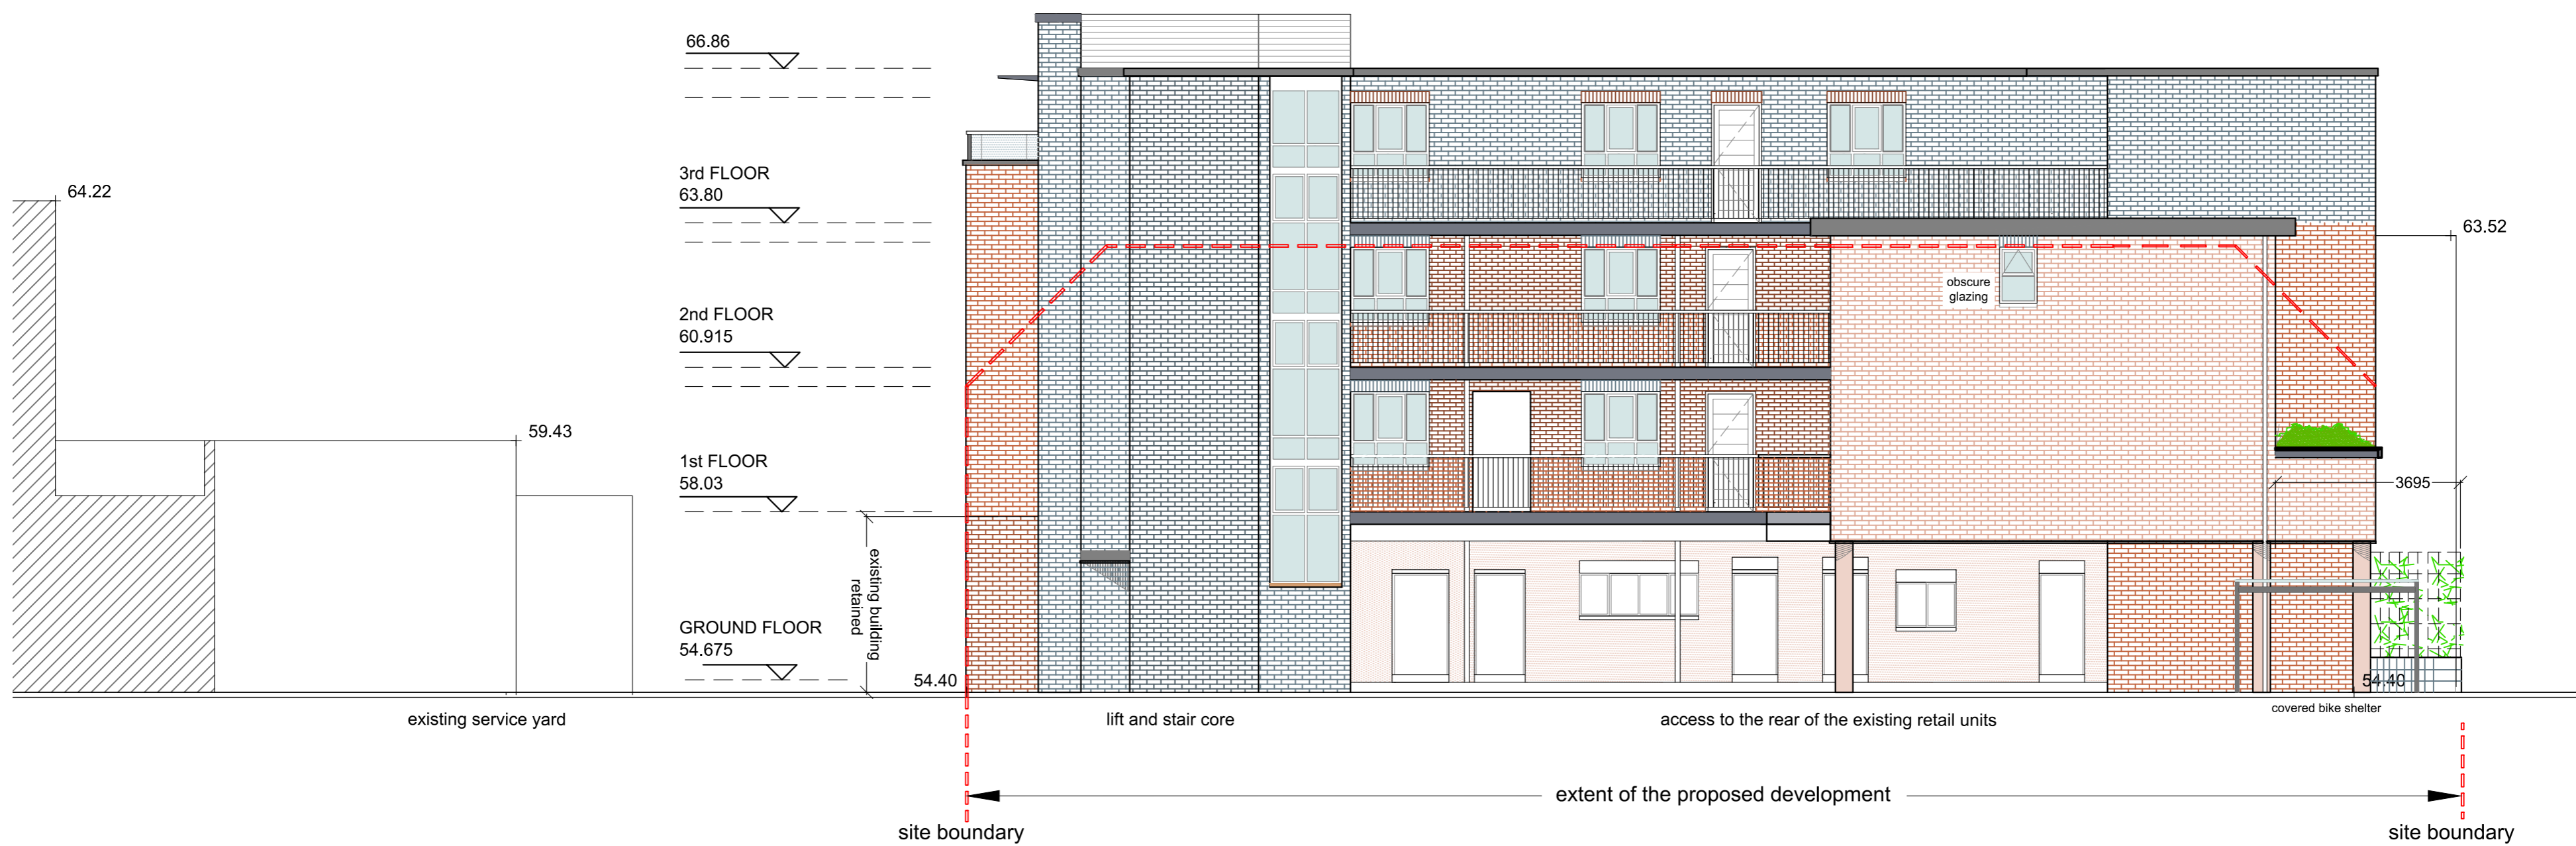 66.86
3rd FLOOR
63.80
64.22
63.52
obscure
glazing
2nd FLOOR
60.915
59.43
1st FLOOR
58.03
3695
existing building
retained
GROUND FLOOR
54.675
54.40
54.40
existing service yard
lift and stair core
access to the rear of the existing retail units
covered bike shelter
extent of the proposed development
site boundary
site boundary